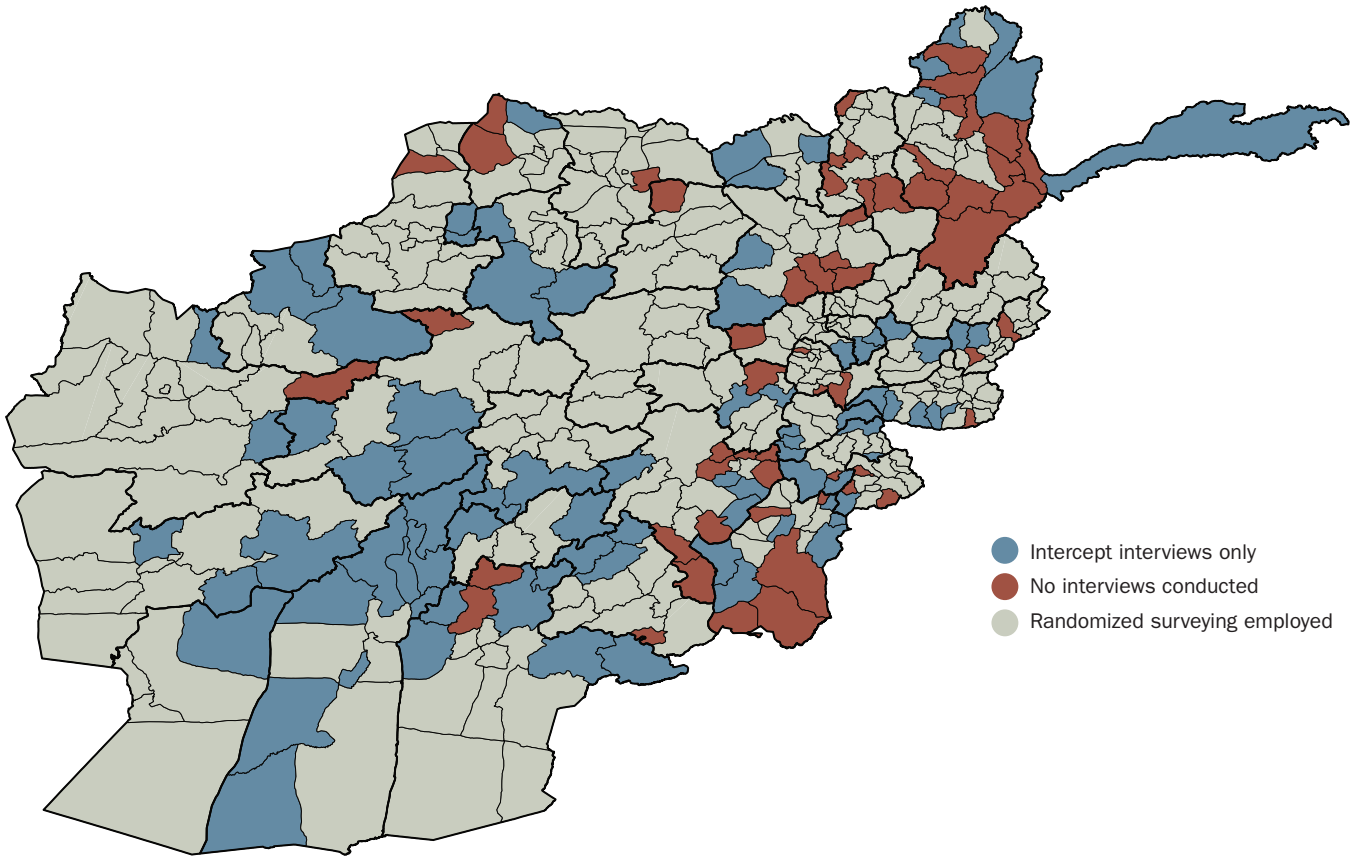 Intercept interviews only
No interviews conducted
Randomized surveying employed